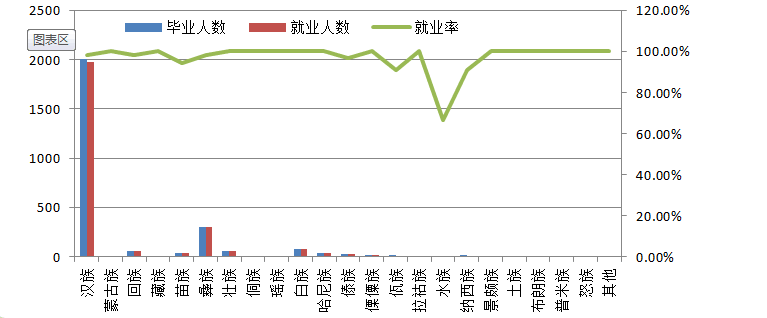 毕业人数 就业人数 就业率
图表区
2500
2000
1500
1000
500
0
120.00%
100.00%
80.00%
60.00%
40.00%
20.00%
0.00%
汉族
蒙古族
回族
藏族
苗族
彝族
壮族
侗族
瑶族
白族
哈尼族
傣族
傈僳族
佤族
拉祜族
水族
纳西族
景颇族
土族
布朗族
普米族
怒族
其他